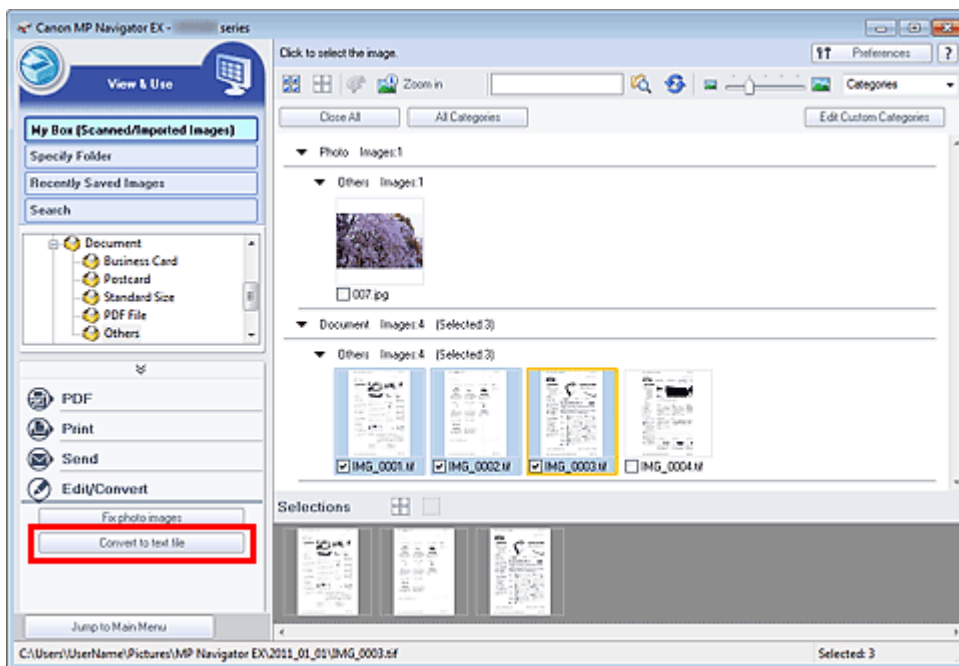 Canon MP Navigator EX - series
View & Use
My Box (Scanned/Imported Images)
Specify Folder
Recently Saved Images
Search
Document
Business Card
Postcard
Standard Size
PDF File
Others
PDF
Print
Send
Edit/Convert
Fix photo images
Convert to text file
Jump to Main Menu
Click to select the image.
Preferences
?
Zoom in
Categories
Close All
All Categories
Edit Custom Categories
Photo Images:1
Others Images:1
007.jpg
Document Images:4 (Selected:3)
Others Images:4 (Selected:3)
IMG_0001.tif IMG_0002.tif IMG_0003.tif IMG_0004.tif
Selections
C:\Users\UserName\Pictures\MP Navigator EX\2011_01_01\IMG_0003.tif
Selected: 3